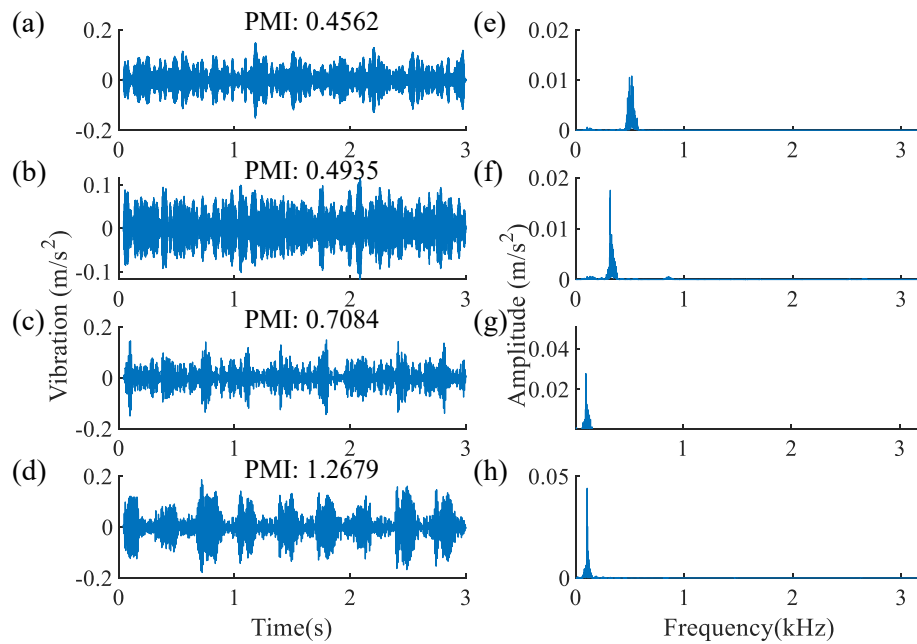 (a)
PMI: 0.4562
0.2
0
-0.2
0 1 2 3
(e)
0.02
0.01
0
0 1 2 3
(b)
PMI: 0.4935
0.1
0
-0.1
0 1 2 3
(f)
0.02
0.01
0
0 1 2 3
(c)
PMI: 0.7084
0.2
0
-0.2
0 1 2 3
(g)
0.04
0.02
0 1 2 3
(d)
PMI: 1.2679
0.2
0
-0.2
0 1 2 3
(h)
0.05
0
0 1 2 3
Vibration (m/s²)
Time(s)
Amplitude (m/s²)
Frequency(kHz)